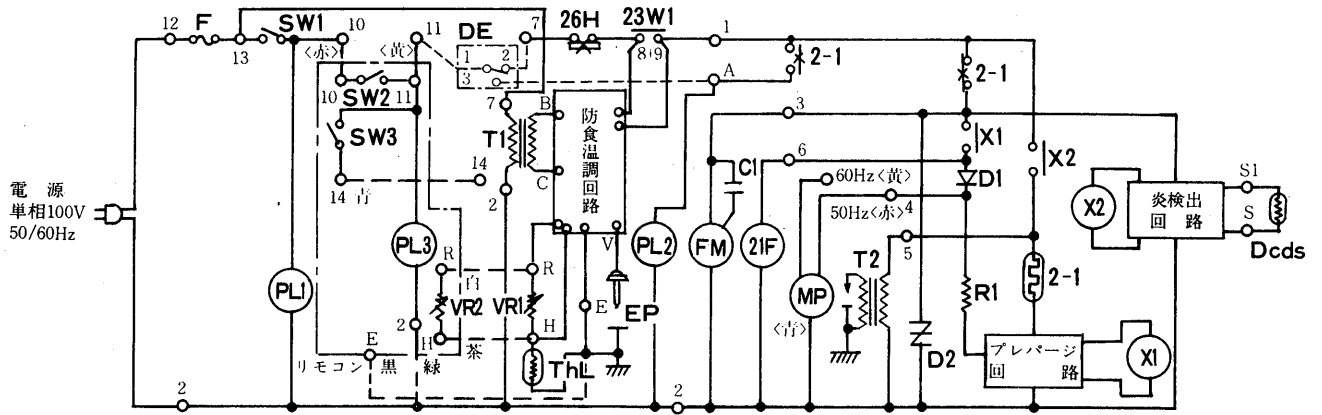 12
F
SW1
13
10
〈赤〉
〈黄〉
11
DE
1
2
3
7
26H
23W1
8
9
1
A
2-1
2-1
10
11
SW2
SW3
14
青
14
7
T1
2
B
C
防食温調回路
V
3
6
60Hz〈黄〉
50Hz〈赤〉
4
5
X1
X2
D1
C1
電源
単相100V
50/60Hz
PL1
PL3
PL2
FM
21F
MP
〈青〉
T2
D2
R1
2-1
プレパージ
回路
X1
X2
炎検出
回路
S1
S
Dcds
R
白
R
VR2
VR1
H
茶
H
E
EP
ThL
2
E
リモコン
黒
緑
2
2